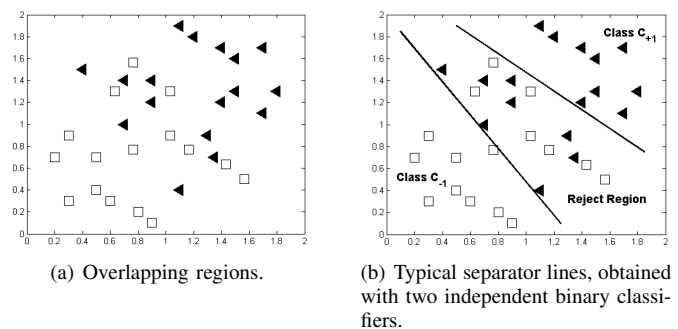 2
1.8
1.6
1.4
1.2
1
0.8
0.6
0.4
0.2
0
0 0.2 0.4 0.6 0.8 1 1.2 1.4 1.6 1.8 2
(a) Overlapping regions.
2
1.8
1.6
1.4
1.2
1
0.8
0.6
0.4
0.2
0
Class C+1
Class C-1
Reject Region
0 0.2 0.4 0.6 0.8 1 1.2 1.4 1.6 1.8 2
(b) Typical separator lines, obtained
with two independent binary classi-
fiers.